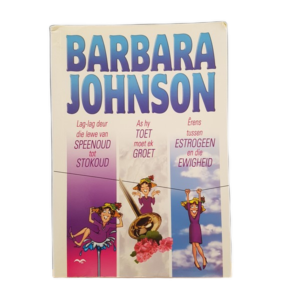 BARBARA
JOHNSON
Lag-lag deur
die lewe van
SPEENOUD
tot
STOKOUD
As hy
TOET
moet ek
GROET
Êrens
tussen
ESTROGEEN
en die
EWIGHEID